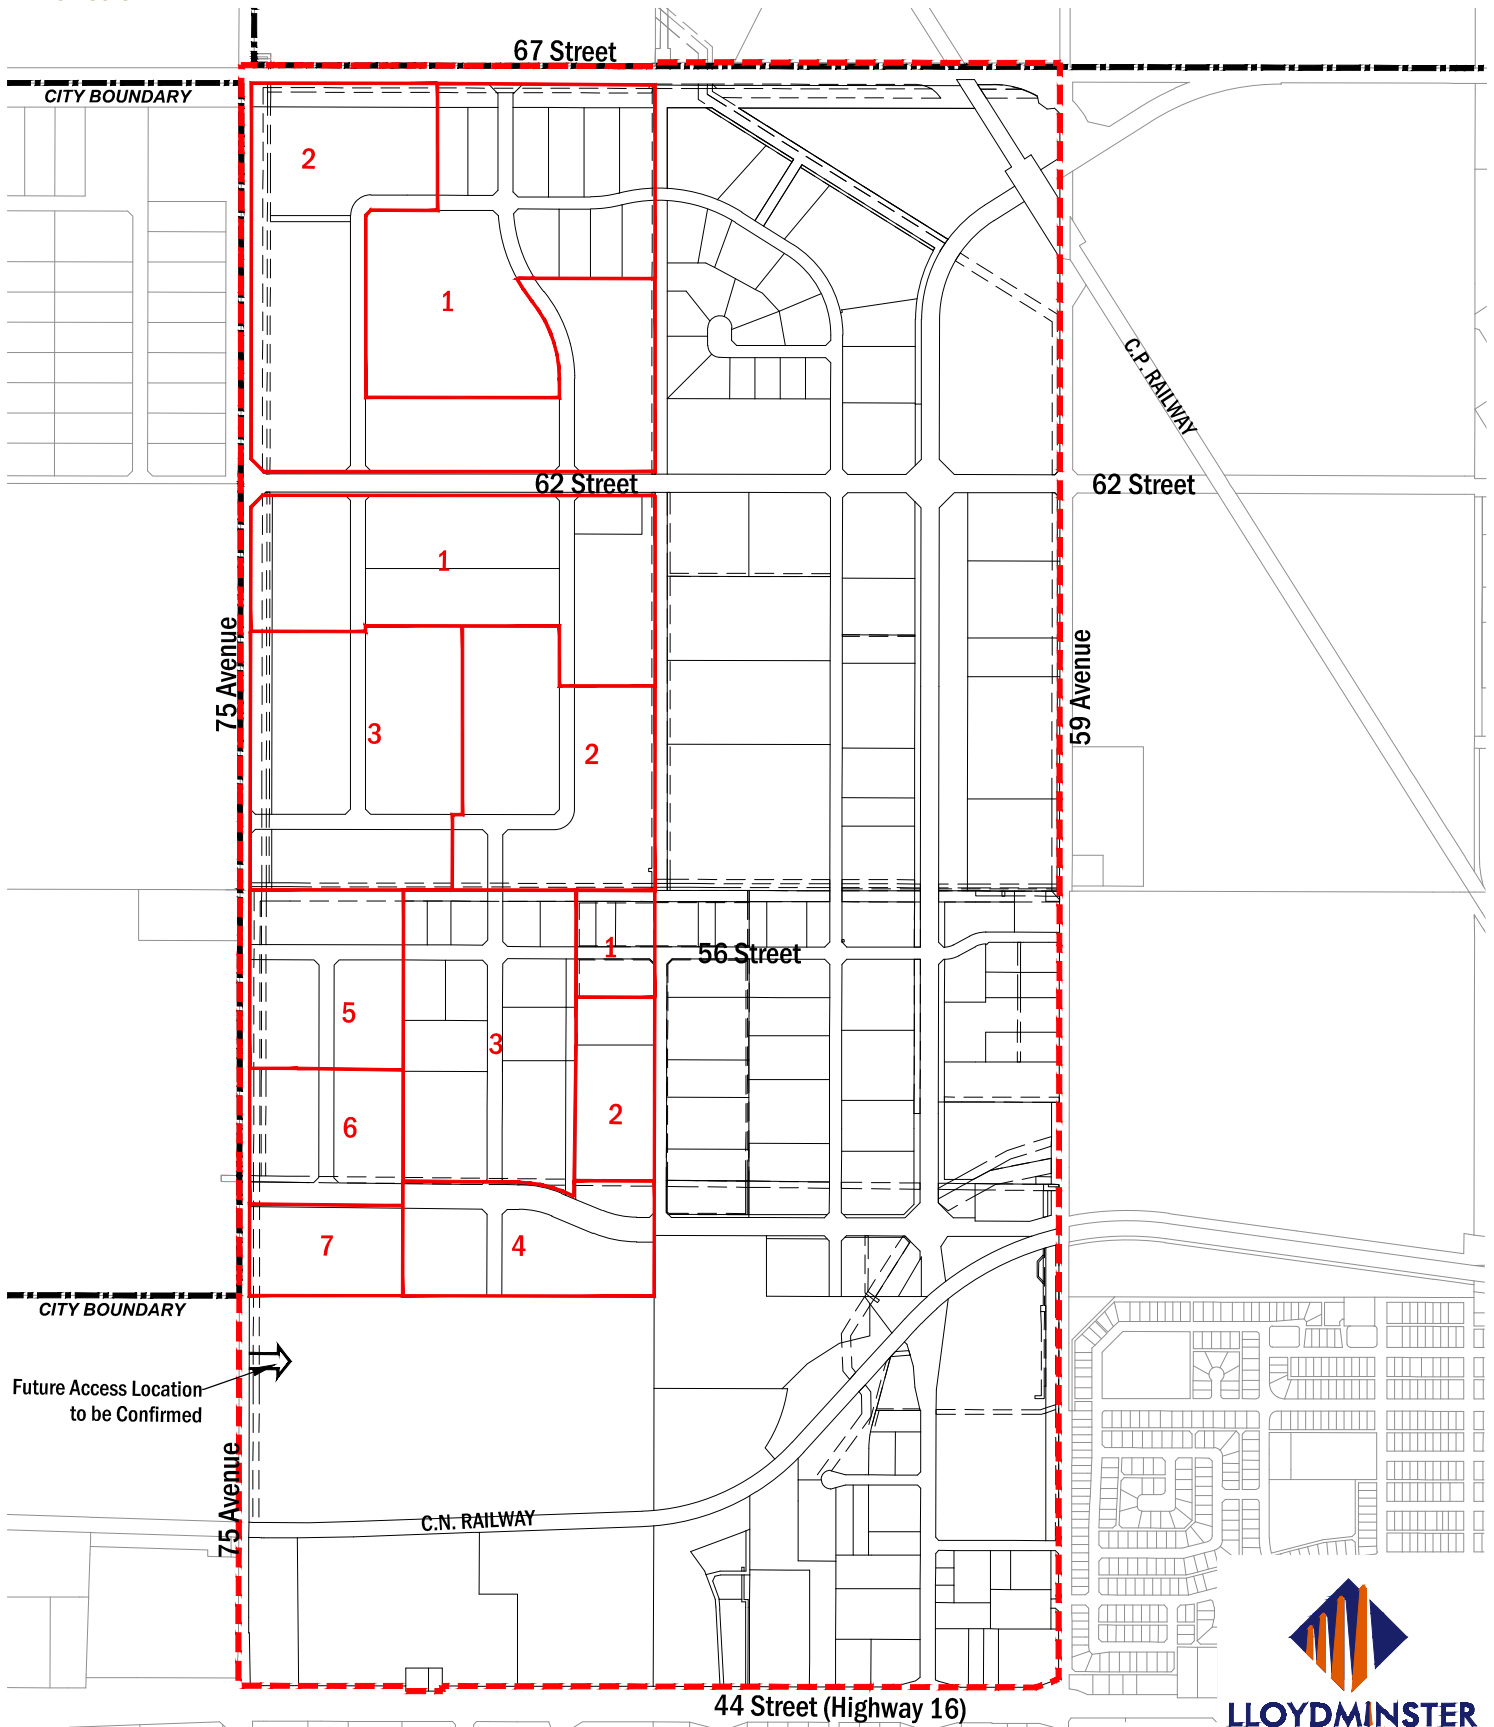 67 Street
CITY BOUNDARY
2
1
C.P. RAILWAY
62 Street
62 Street
1
75 Avenue
59 Avenue
3
2
1
56 Street
5
3
2
6
7
4
CITY BOUNDARY
Future Access Location
to be Confirmed
75 Avenue
C.N. RAILWAY
44 Street (Highway 16)
LLOYDMINSTER